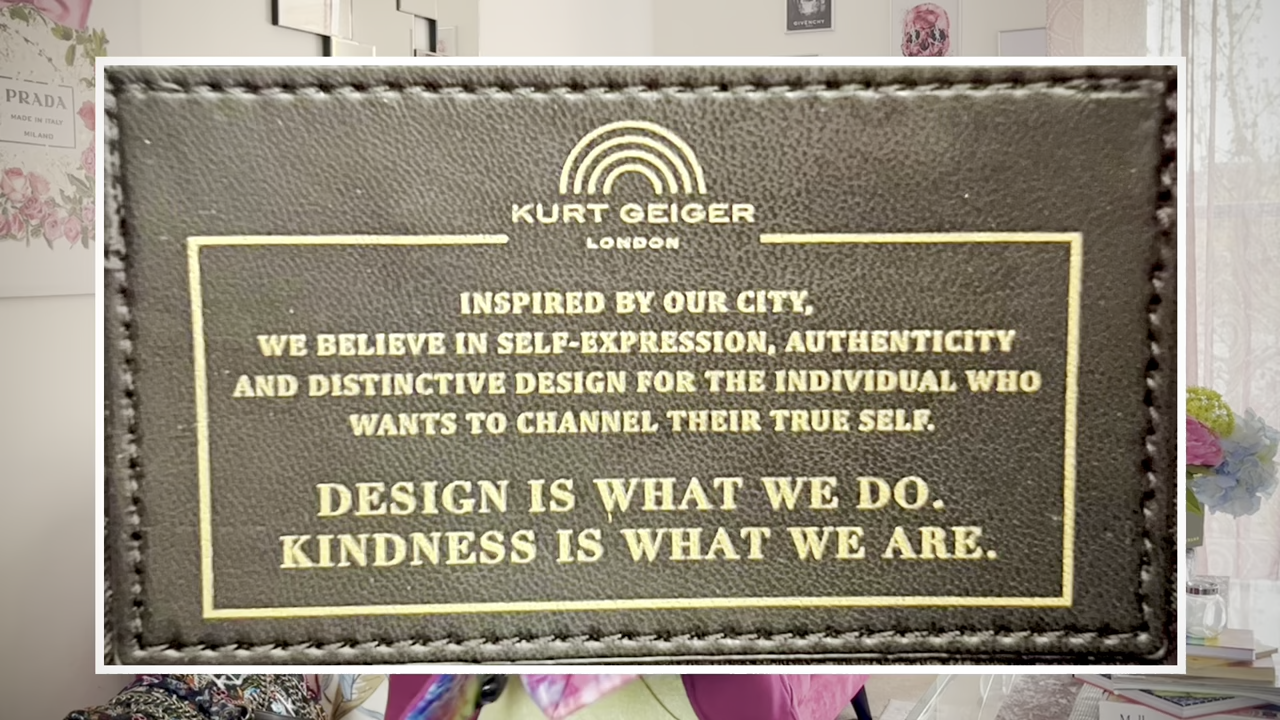 GIVENCHY
PRADA
MADE IN ITALY
MILANO
KURT GEIGER
LONDON
INSPIRED BY OUR CITY,
WE BELIEVE IN SELF-EXPRESSION, AUTHENTICITY
AND DISTINCTIVE DESIGN FOR THE INDIVIDUAL WHO
WANTS TO CHANNEL THEIR TRUE SELF.
DESIGN IS WHAT WE DO.
KINDNESS IS WHAT WE ARE.